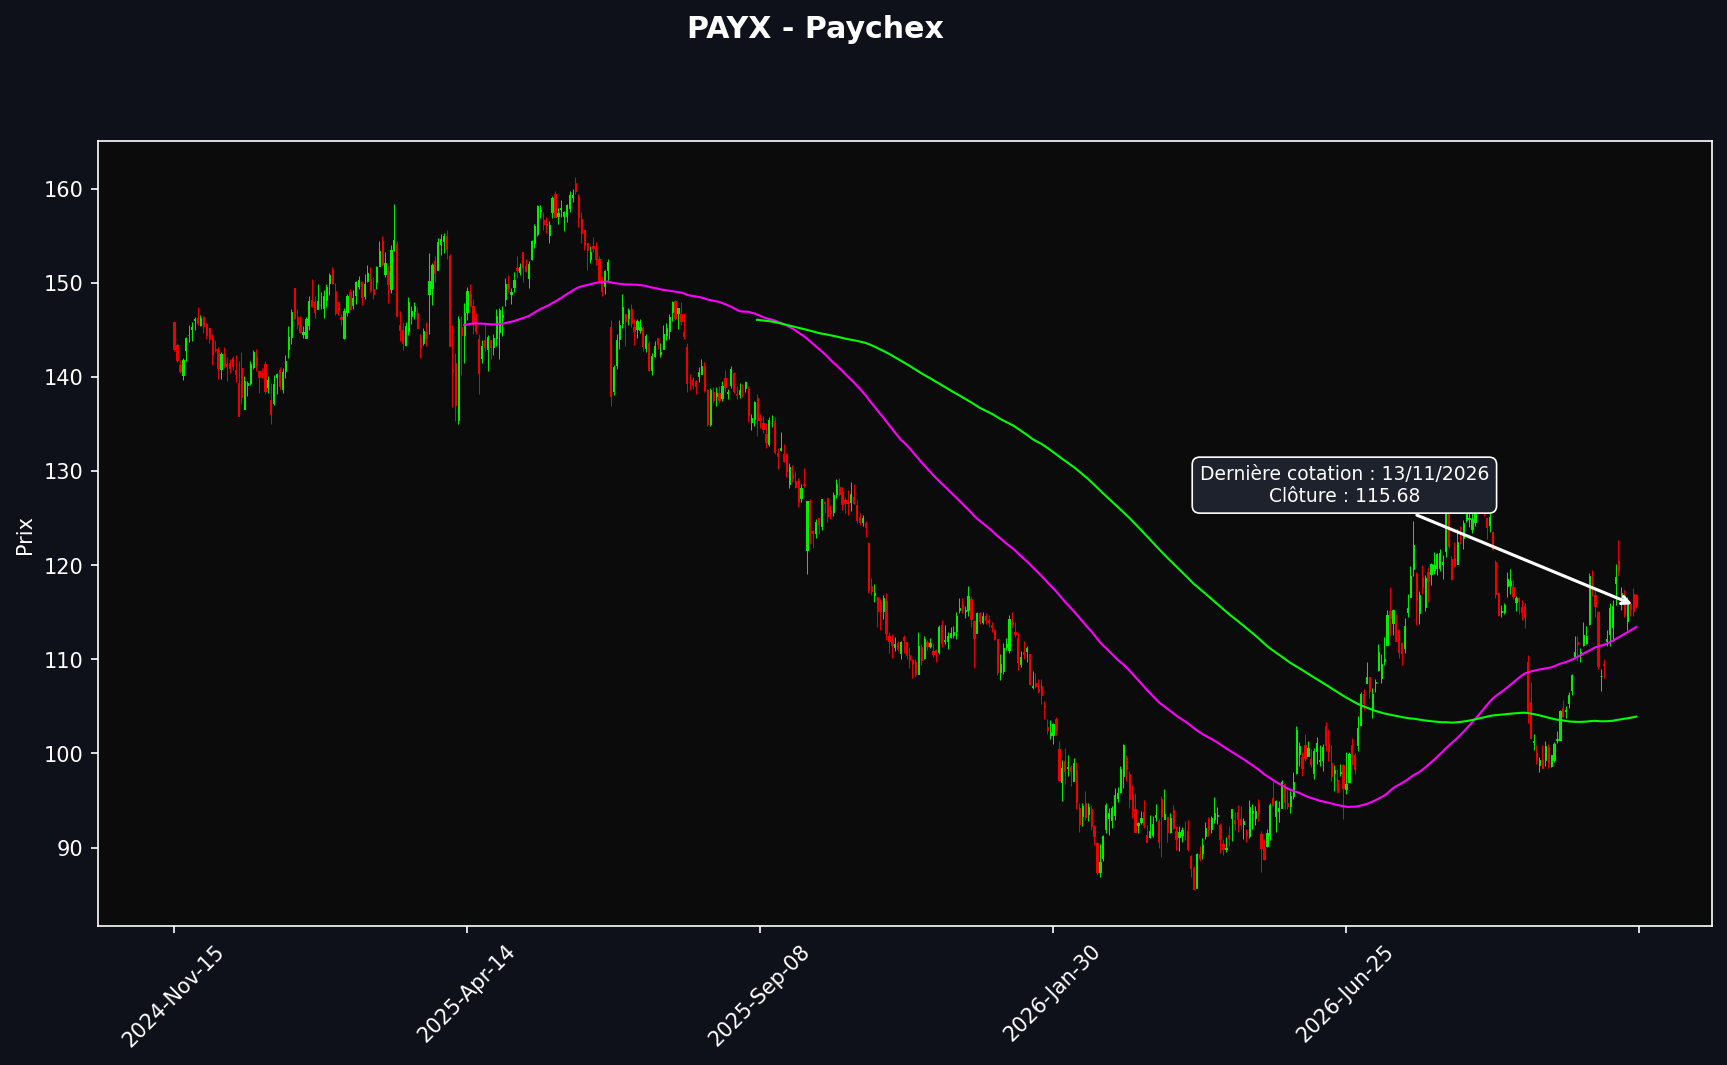 PAYX - Paychex
160
150
140
130
120
110
100
90
Prix
Dernière cotation : 13/11/2026
Clôture : 115.68
2024-Nov-15
2025-Apr-14
2025-Sep-08
2026-Jan-30
2026-Jun-25